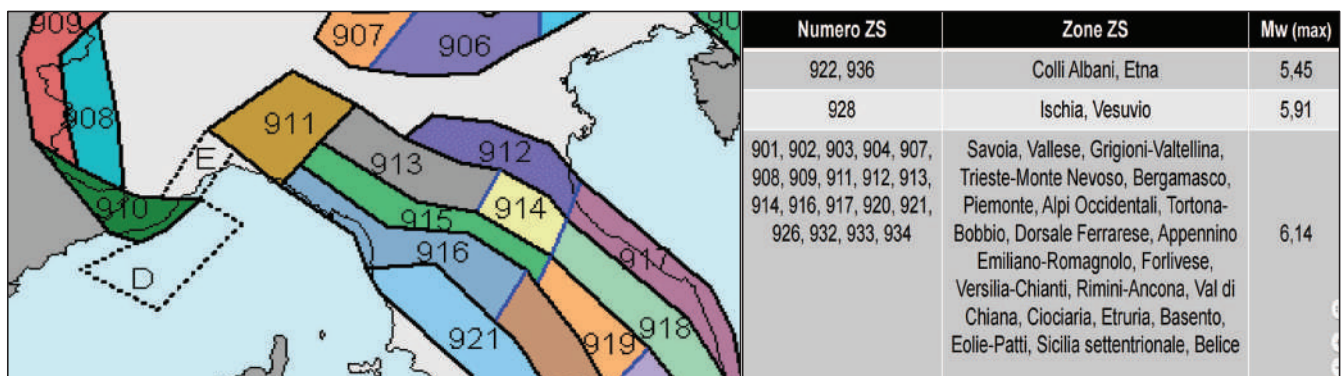 909
907
906
90
908
911
913
912
E
910
915
914
916
917
D
921
919
918
Numero ZS Zone ZS Mw (max)
922, 936 Colli Albani, Etna 5,45
928 Ischia, Vesuvio 5,91
901, 902, 903, 904, 907, Savoia, Vallese, Grigioni-Valtellina,
908, 909, 911, 912, 913, Trieste-Monte Nevoso, Bergamasco,
914, 916, 917, 920, 921, Piemonte, Alpi Occidentali, Tortona-
926, 932, 933, 934 Bobbio, Dorsale Ferrarese, Appennino 6,14
Emiliano-Romagnolo, Forlivese,
Versilia-Chianti, Rimini-Ancona, Val di
Chiana, Ciociaria, Etruria, Basento,
Eolie-Patti, Sicilia settentrionale, Belice